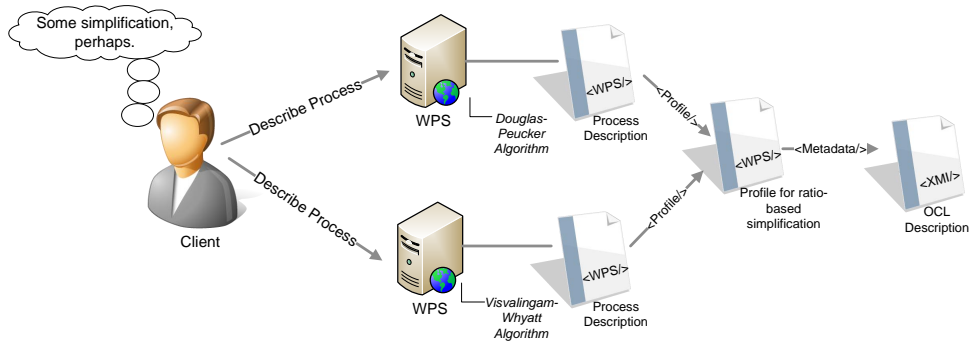 Some simplification,
perhaps.
Client
Describe Process
Describe Process
WPS
Douglas-
Peucker
Algorithm
<WPS/>
Process
Description
WPS
Visvalingam-
Whyatt
Algorithm
<WPS/>
Process
Description
<Profile/>
<Profile/>
<WPS/>
Profile for ratio-
based
simplification
<Metadata/>
<XMI/>
OCL
Description